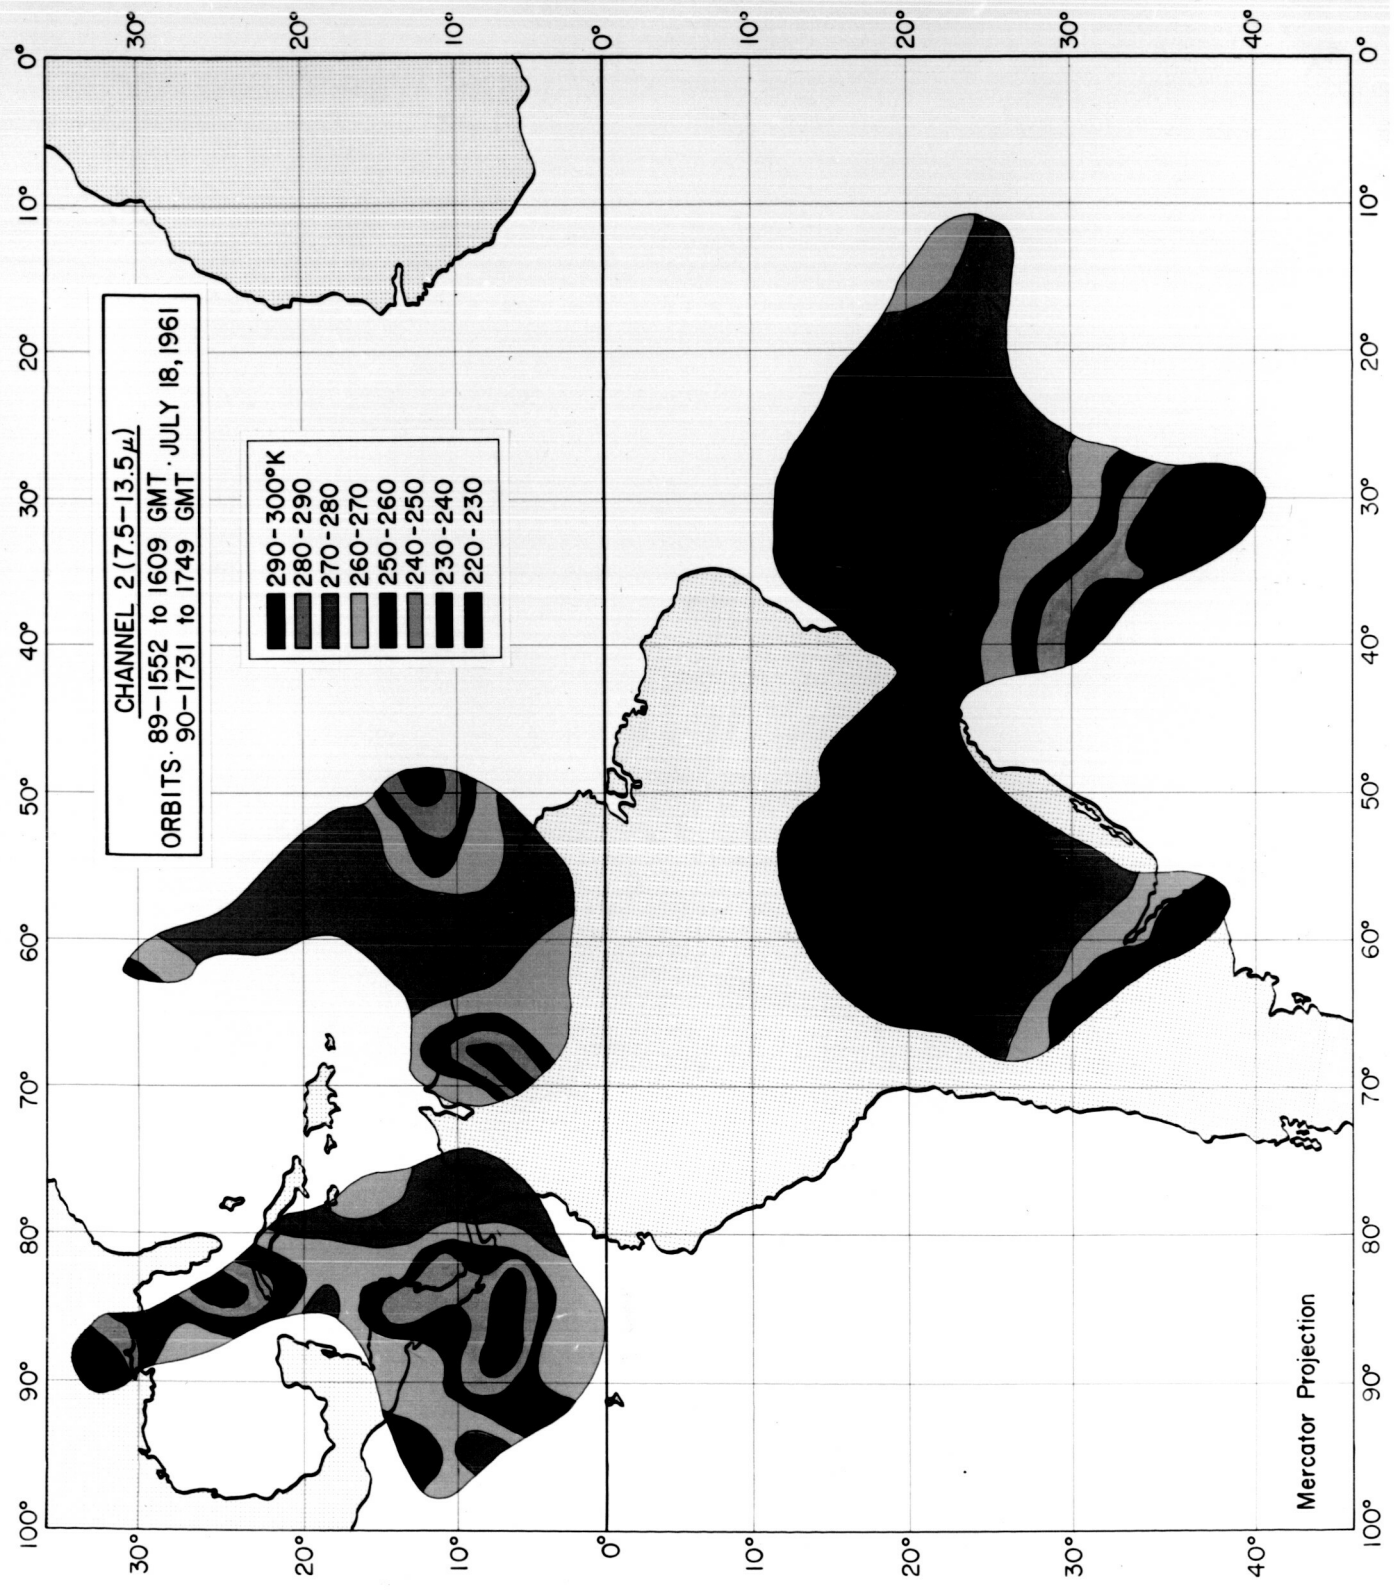 CHANNEL 2 (7.5-13.5μ)
ORBITS· 89-1552 to 1609 GMT · JULY 18, 1961
90-1731 to 1749 GMT
290-300°K
280-290
270-280
260-270
250-260
240-250
230-240
220-230
100° 90° 80° 70° 60° 50° 40° 30° 20° 10° 0°
30° 30°
20° 20°
10° 10°
0° 0°
10° 10°
20° 20°
30° 30°
40° 40°
100° 90° 80° 70° 60° 50° 40° 30° 20° 10° 0°
Mercator Projection